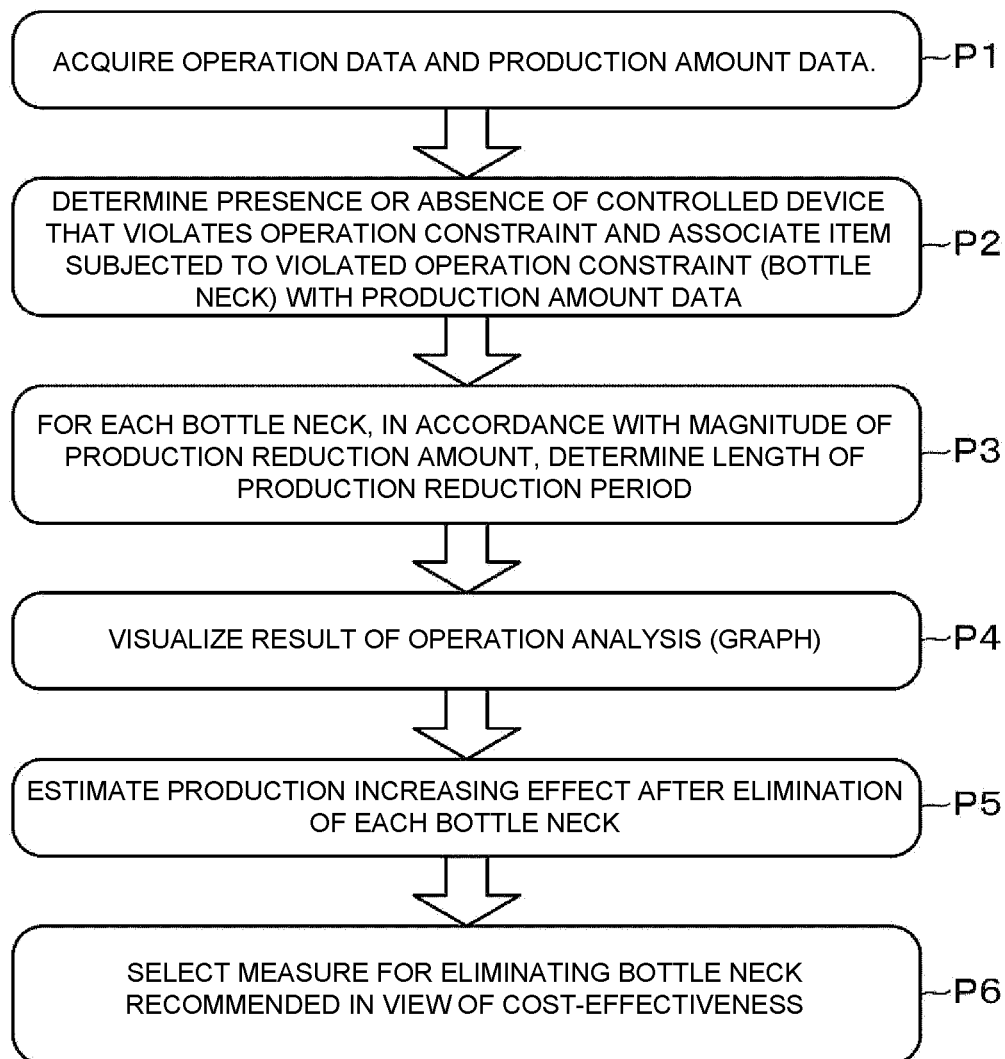 ACQUIRE OPERATION DATA AND PRODUCTION AMOUNT DATA.
P1
DETERMINE PRESENCE OR ABSENCE OF CONTROLLED DEVICE
THAT VIOLATES OPERATION CONSTRAINT AND ASSOCIATE ITEM
SUBJECTED TO VIOLATED OPERATION CONSTRAINT (BOTTLE
NECK) WITH PRODUCTION AMOUNT DATA
P2
FOR EACH BOTTLE NECK, IN ACCORDANCE WITH MAGNITUDE OF
PRODUCTION REDUCTION AMOUNT, DETERMINE LENGTH OF
PRODUCTION REDUCTION PERIOD
P3
VISUALIZE RESULT OF OPERATION ANALYSIS (GRAPH)
P4
ESTIMATE PRODUCTION INCREASING EFFECT AFTER ELIMINATION
OF EACH BOTTLE NECK
P5
SELECT MEASURE FOR ELIMINATING BOTTLE NECK
RECOMMENDED IN VIEW OF COST-EFFECTIVENESS
P6